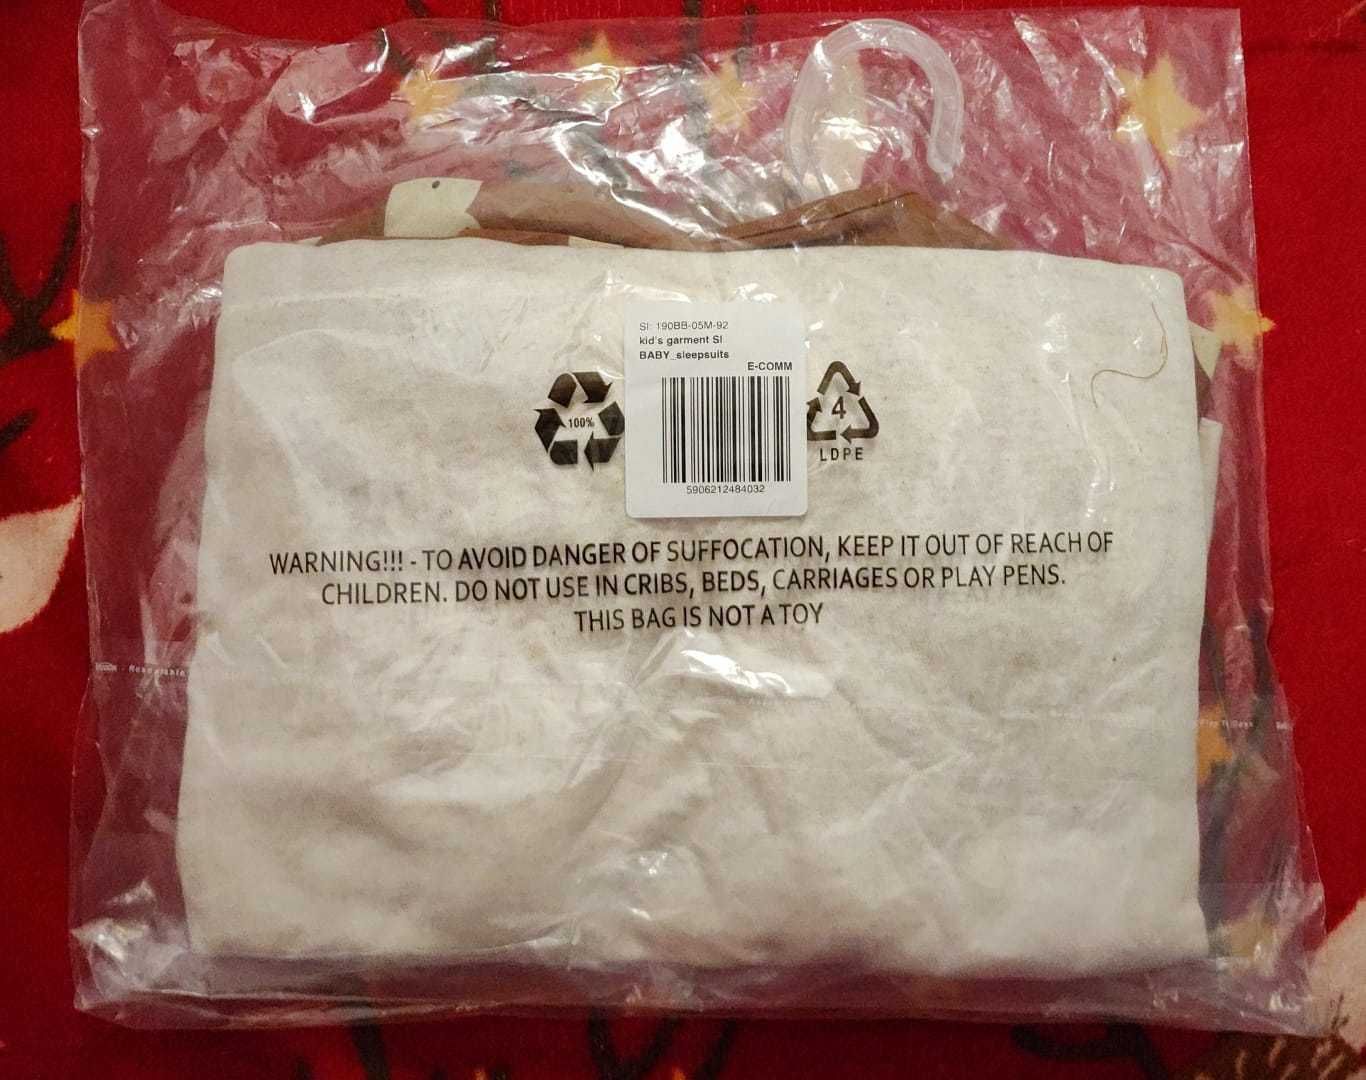 SI: 190BB-05M-92
kid's garment SI
BABY_sleepsuits
E-COMM
100%
4
LDPE
5906212484032
WARNING!!! - TO AVOID DANGER OF SUFFOCATION, KEEP IT OUT OF REACH OF
CHILDREN. DO NOT USE IN CRIBS, BEDS, CARRIAGES OR PLAY PENS.
THIS BAG IS NOT A TOY